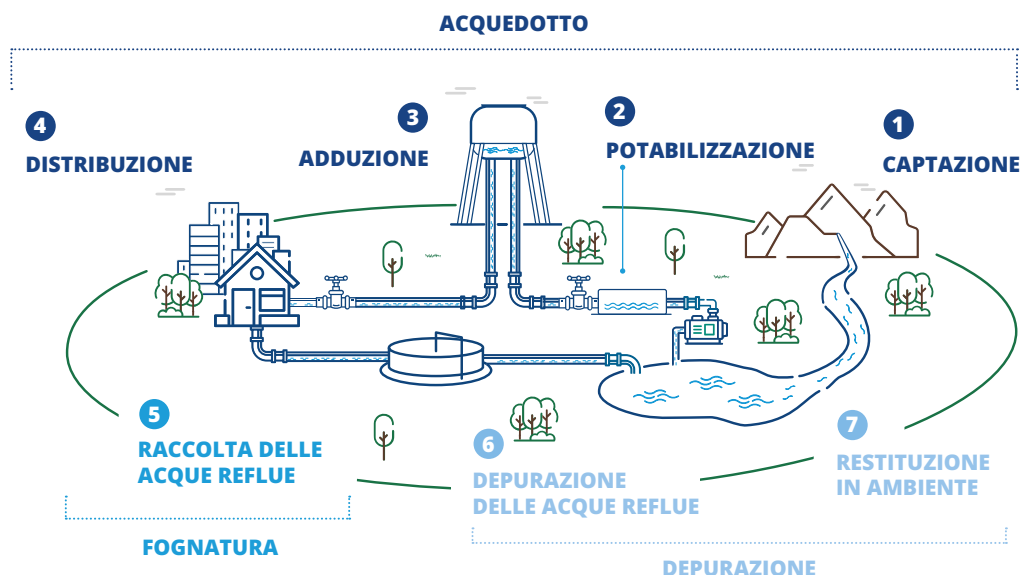 ACQUEDOTTO
4
DISTRIBUZIONE
3
ADDUZIONE
2
POTABILIZZAZIONE
1
CAPTAZIONE
5
RACCOLTA DELLE
ACQUE REFLUE
FOGNATURA
6
DEPURAZIONE
DELLE ACQUE REFLUE
7
RESTITUZIONE
IN AMBIENTE
DEPURAZIONE